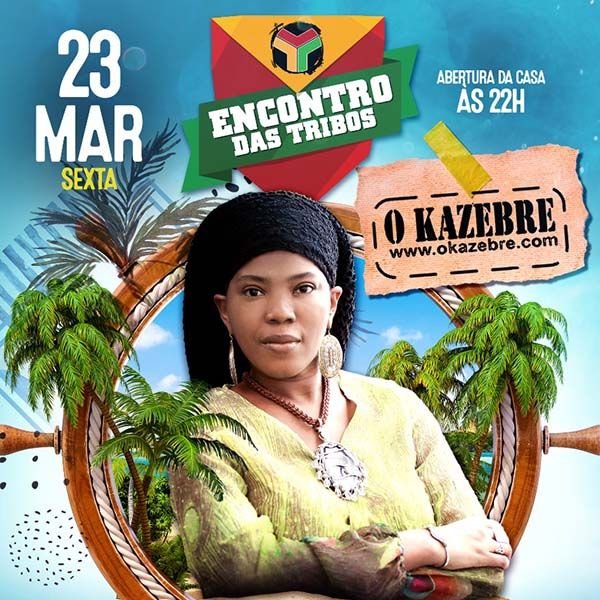 23
MAR
SEXTA
ENCONTRO
DAS TRIBOS
ABERTURA DA CASA
ÀS 22H
O KAZEBRE
www.okazebre.com